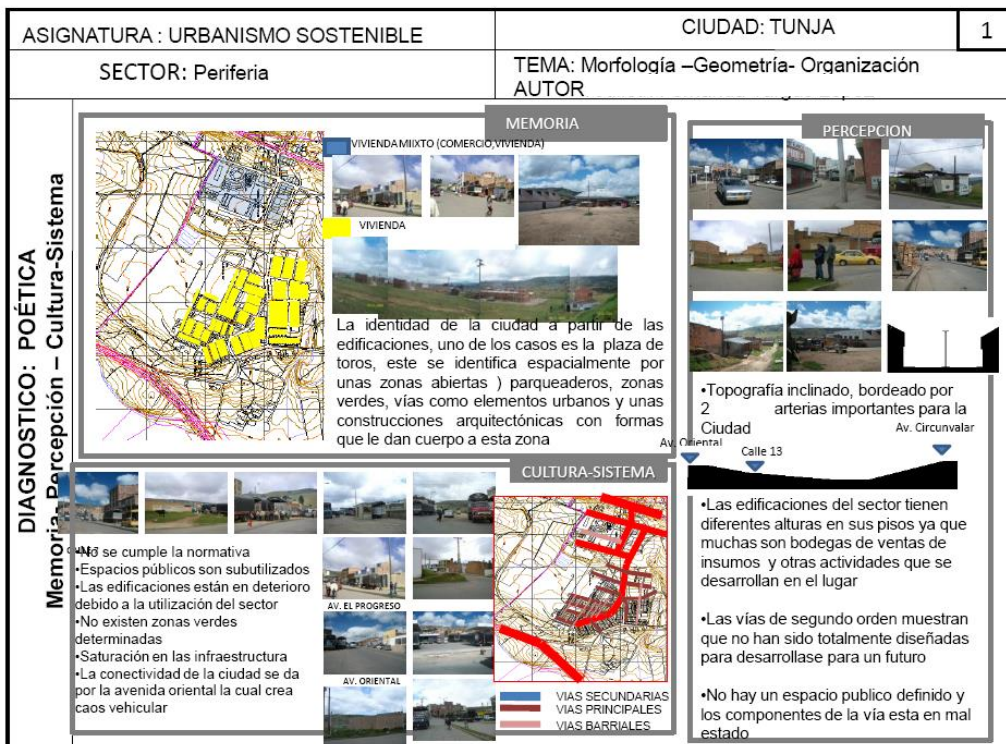 ASIGNATURA : URBANISMO SOSTENIBLE
CIUDAD: TUNJA
1
SECTOR: Periferia
TEMA: Morfología –Geometría- Organización
AUTOR
DIAGNOSTICO: POÉTICA
Memoria- Percepción – Cultura-Sistema
MEMORIA
VIVIENDA MIIXTO (COMERCIO,VIVIENDA)
VIVIENDA
La identidad de la ciudad a partir de las
edificaciones, uno de los casos es la plaza de
toros, este se identifica espacialmente por
unas zonas abiertas ) parqueaderos, zonas
verdes, vías como elementos urbanos y unas
construcciones arquitectónicas con formas
que le dan cuerpo a esta zona
PERCEPCION
•Topografía inclinado, bordeado por
2 arterias importantes para la
Ciudad
Av. Oriental
Calle 13
Av. Circunvalar
•Las edificaciones del sector tienen
diferentes alturas en sus pisos ya que
muchas son bodegas de ventas de
insumos y otras actividades que se
desarrollan en el lugar
•Las vías de segundo orden muestran
que no han sido totalmente diseñadas
para desarrollase para un futuro
•No hay un espacio publico definido y
los componentes de la vía esta en mal
estado
CULTURA-SISTEMA
•No se cumple la normativa
•Espacios públicos son subutilizados
•Las edificaciones están en deterioro
debido a la utilización del sector
•No existen zonas verdes
determinadas
•Saturación en las infraestructura
•La conectividad de la ciudad se da
por la avenida oriental la cual crea
caos vehicular
AV. EL PROGRESO
AV. ORIENTAL
VIAS SECUNDARIAS
VIAS PRINCIPALES
VIAS BARRIALES